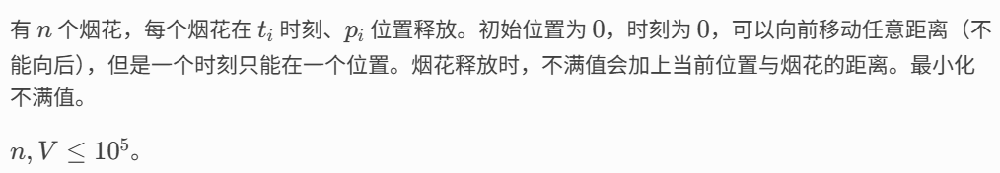 有 n 个烟花，每个烟花在 t_i 时刻、p_i 位置释放。初始位置为 0，时刻为 0，可以向前移动任意距离（不
能向后），但是一个时刻只能在一个位置。烟花释放时，不满值会加上当前位置与烟花的距离。最小化
不满值。
n, V ≤ 10^5。